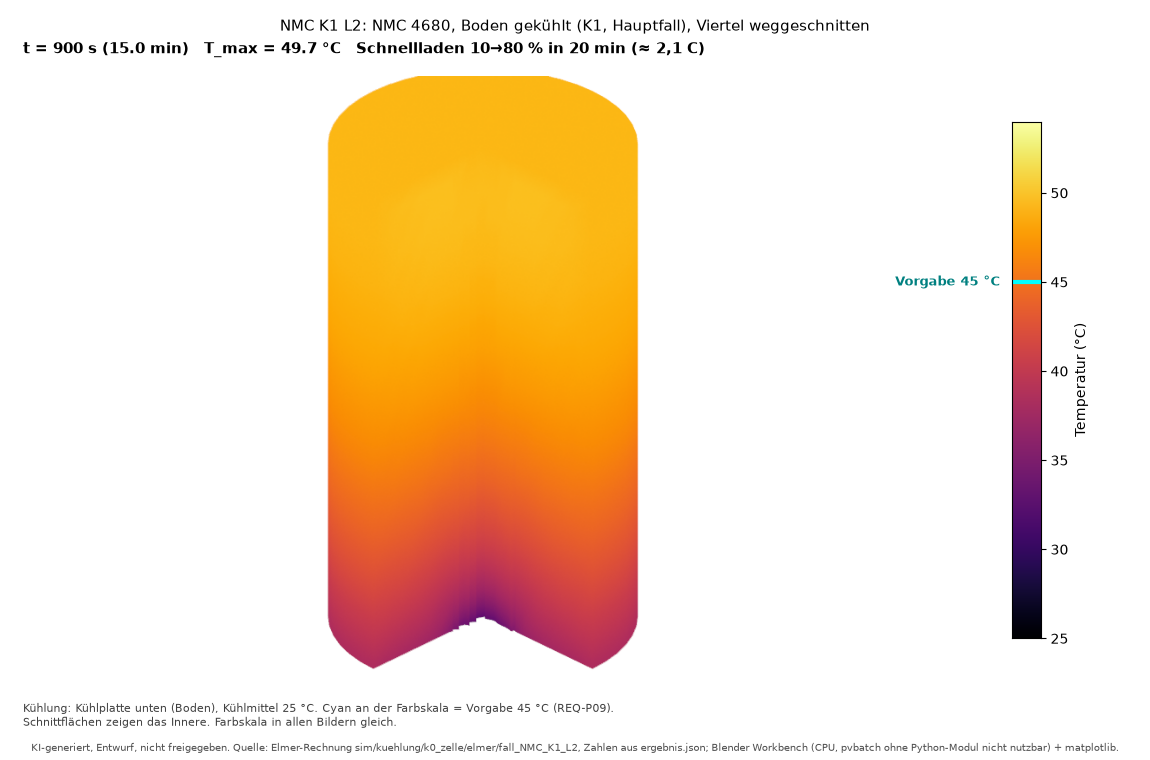 NMC K1 L2: NMC 4680, Boden gekühlt (K1, Hauptfall), Viertel weggeschnitten
t = 900 s (15.0 min)   T_max = 49.7 °C   Schnellladen 10→80 % in 20 min (≈ 2,1 C)
50
Vorgabe 45 °C
45
40
35
30
25
Temperatur (°C)
Kühlung: Kühlplatte unten (Boden), Kühlmittel 25 °C. Cyan an der Farbskala = Vorgabe 45 °C (REQ-P09).
Schnittflächen zeigen das Innere. Farbskala in allen Bildern gleich.
KI-generiert, Entwurf, nicht freigegeben. Quelle: Elmer-Rechnung sim/kuehlung/k0_zelle/elmer/fall_NMC_K1_L2, Zahlen aus ergebnis.json; Blender Workbench (CPU, pvbatch ohne Python-Modul nicht nutzbar) + matplotlib.